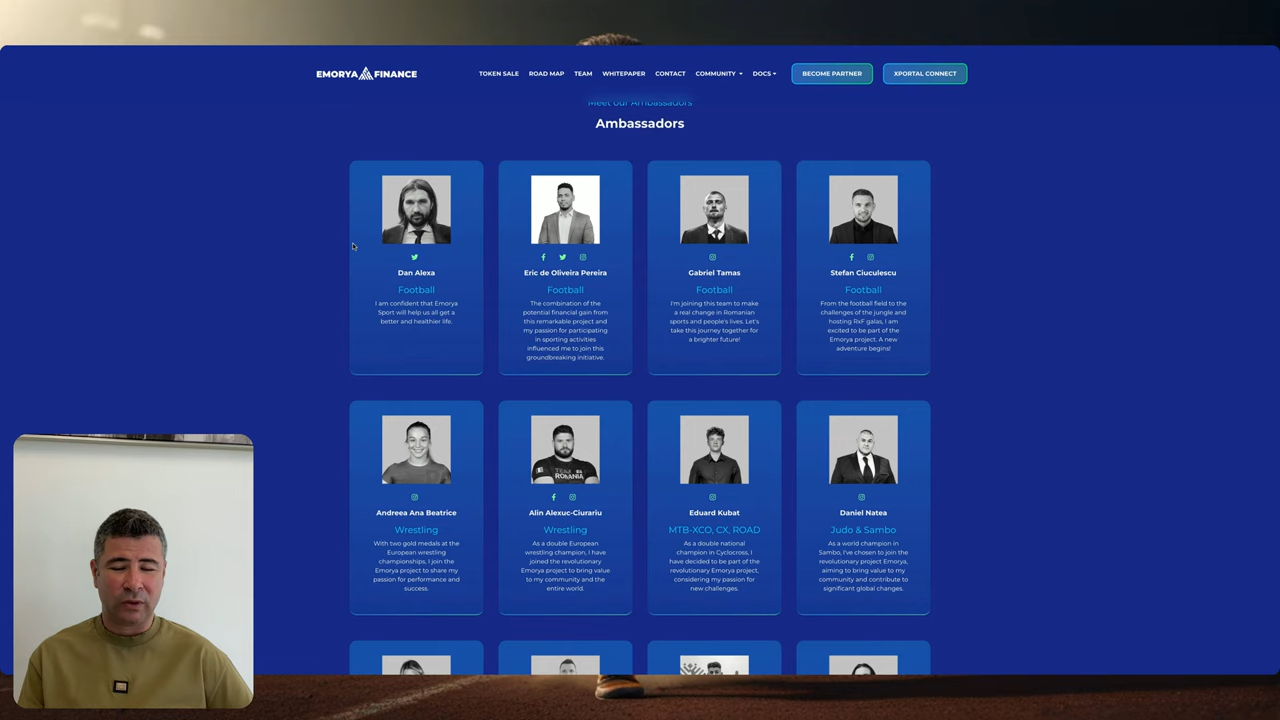 EMORYA FINANCE
TOKEN SALE ROAD MAP TEAM WHITEPAPER CONTACT COMMUNITY DOCS BECOME PARTNER XPORTAL CONNECT
Meet our Ambassadors
Ambassadors
Dan Alexa
Football
I am confident that Emorya
Sport will help us all get a
better and healthier life.
Eric de Oliveira Pereira
Football
The combination of the
potential financial gain from
this remarkable project and
my passion for participating
in sporting activities
influenced me to join this
groundbreaking initiative.
Gabriel Tamas
Football
I'm joining this team to make
a real change in Romanian
sports and people's lives. Let's
take this journey together for
a brighter future!
Stefan Ciuculescu
Football
From the football field to the
challenges of the jungle and
hosting RxF galas, I am
excited to be part of the
Emorya project. A new
adventure begins!
Andreea Ana Beatrice
Wrestling
With two gold medals at the
European wrestling
championships, I join the
Emorya project to share my
passion for performance and
success.
TEAM
ROMANIA
Alin Alexuc-Ciurariu
Wrestling
As a double European
wrestling champion, I have
joined the revolutionary
Emorya project to bring value
to my community and the
entire world.
Eduard Kubat
MTB-XCO, CX, ROAD
As a double national
champion in Cyclocross, I
have decided to be part of the
revolutionary Emorya project,
considering my passion for
new challenges.
Daniel Natea
Judo & Sambo
As a world champion in
Sambo, I've chosen to join the
revolutionary project Emorya,
aiming to bring value to my
community and contribute to
significant global changes.